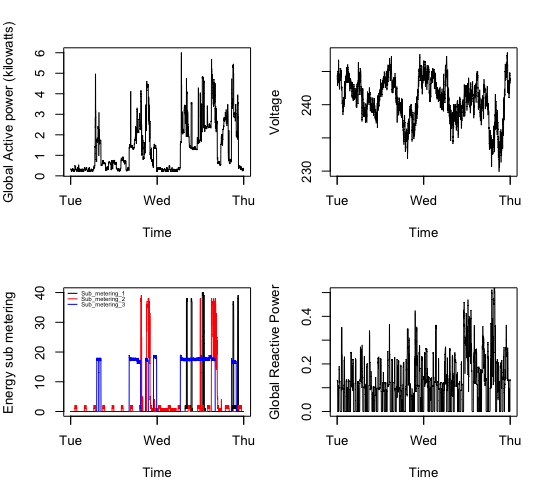 Global Active power (kilowatts)
6
5
4
3
2
1
0
Tue Wed Thu
Time
Voltage
240
230
Tue Wed Thu
Time
Energy sub metering
40
30
20
10
0
Sub_metering_1
Sub_metering_2
Sub_metering_3
Tue Wed Thu
Time
Global Reactive Power
0.4
0.2
0.0
Tue Wed Thu
Time